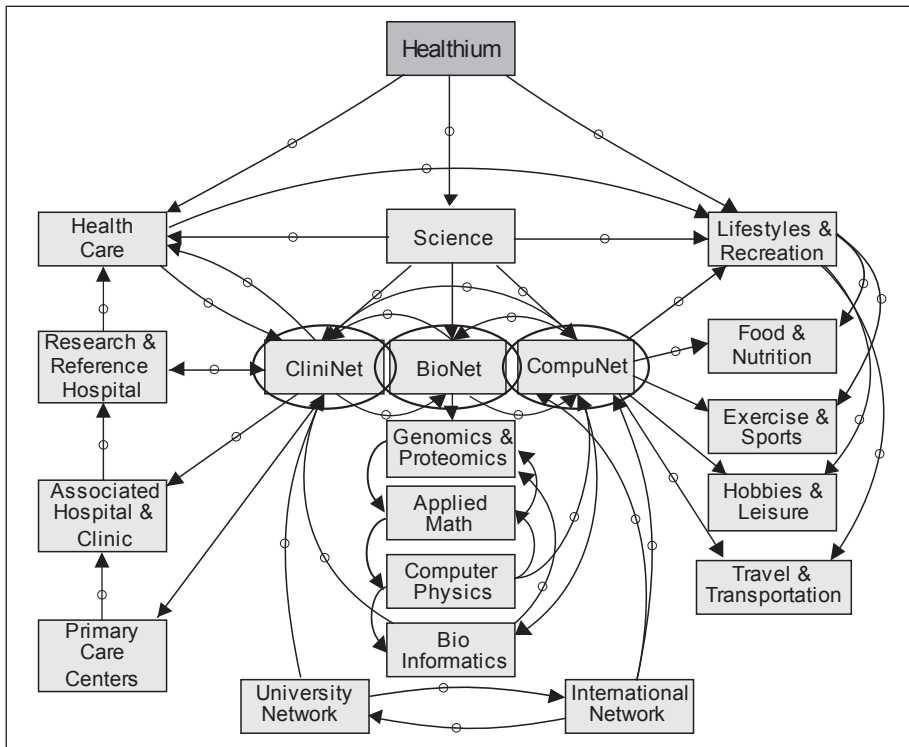 Healthium
Health
Care
Science
Lifestyles &
Recreation
Research &
Reference
Hospital
CliniNet
BioNet
CompuNet
Food &
Nutrition
Genomics &
Proteomics
Exercise &
Sports
Associated
Hospital &
Clinic
Applied
Math
Hobbies &
Leisure
Computer
Physics
Travel &
Transportation
Primary
Care
Centers
Bio
Informatics
University
Network
International
Network